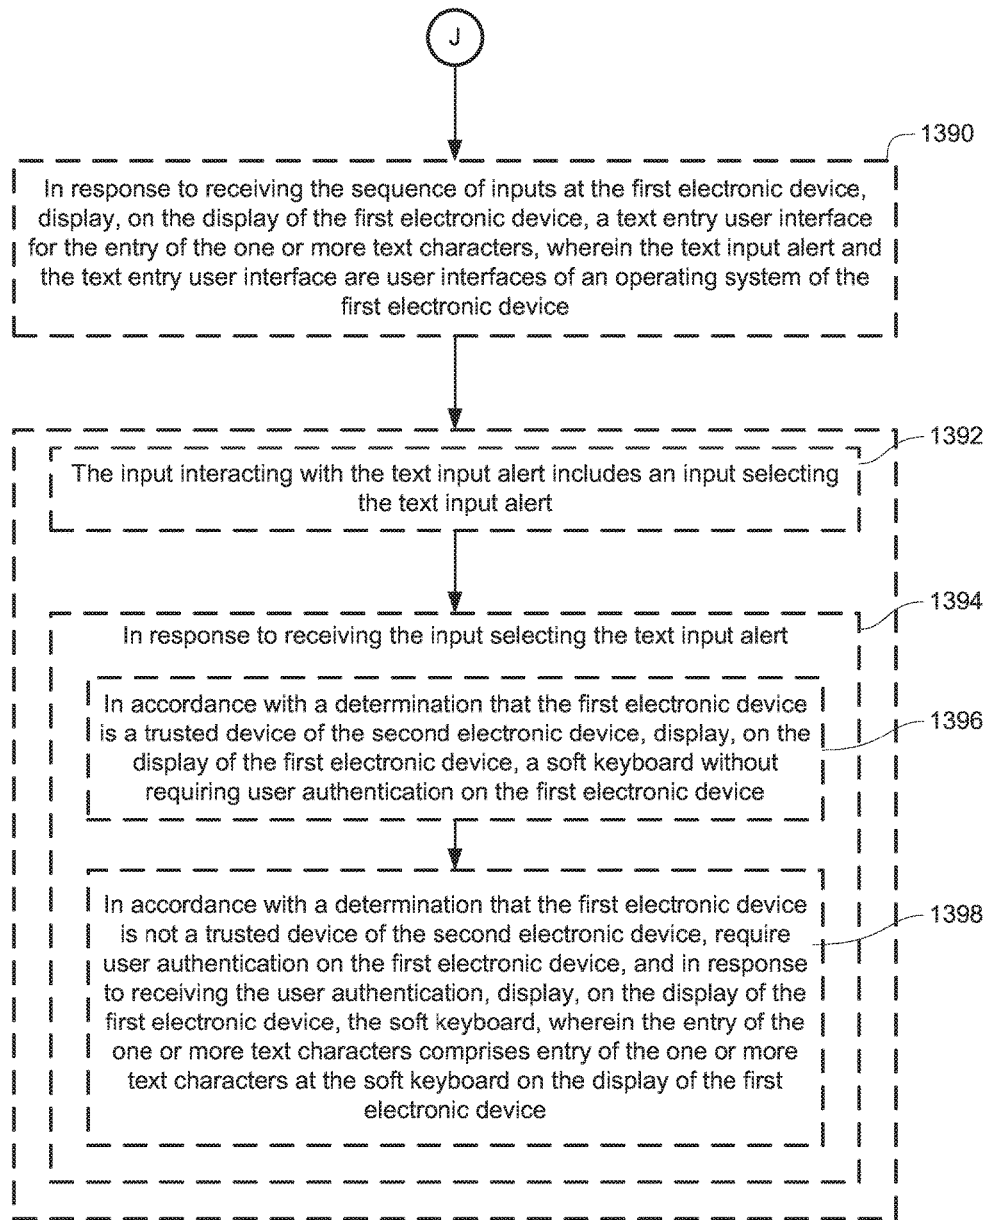 J
1390
In response to receiving the sequence of inputs at the first electronic device,
display, on the display of the first electronic device, a text entry user interface
for the entry of the one or more text characters, wherein the text input alert and
the text entry user interface are user interfaces of an operating system of the
first electronic device
1392
The input interacting with the text input alert includes an input selecting
the text input alert
1394
In response to receiving the input selecting the text input alert
In accordance with a determination that the first electronic device
is a trusted device of the second electronic device, display, on the
display of the first electronic device, a soft keyboard without
requiring user authentication on the first electronic device
1396
In accordance with a determination that the first electronic device
is not a trusted device of the second electronic device, require
user authentication on the first electronic device, and in response
to receiving the user authentication, display, on the display of the
first electronic device, the soft keyboard, wherein the entry of the
one or more text characters comprises entry of the one or more
text characters at the soft keyboard on the display of the first
electronic device
1398